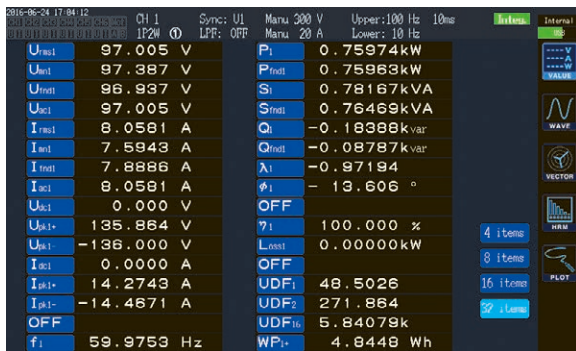 2016-06-24 17:04:12
CH 1 Sync: U1 Manu 300 V Upper:100 Hz 10ms Integ. Internal
1P2W ① LPF: OFF Manu 20 A Lower: 10 Hz USB
Urms1 97.005 V P1 0.75974kW
Umn1 97.387 V Pfnd1 0.75963kW
Ufnd1 96.937 V S1 0.78167kVA
Uac1 97.005 V Sfnd1 0.76469kVA
Irms1 8.0581 A Q1 -0.18388kvar
Imn1 7.5943 A Qfnd1 -0.08787kvar
Ifnd1 7.8886 A λ1 -0.97194
Iac1 8.0581 A φ1 - 13.606 °
Udc1 0.000 V OFF
Upk1+ 135.864 V η1 100.000 %
Upk1- -136.000 V Loss1 0.00000kW
Idc1 0.0000 A OFF
Ipk1+ 14.2743 A UDF1 48.5026
Ipk1- -14.4671 A UDF2 271.864
OFF UDF16 5.84079k
f1 59.9753 Hz WP1+ 4.8448 Wh
4 items
8 items
16 items
32 items
V
A
W
VALUE
WAVE
VECTOR
HRM
PLOT